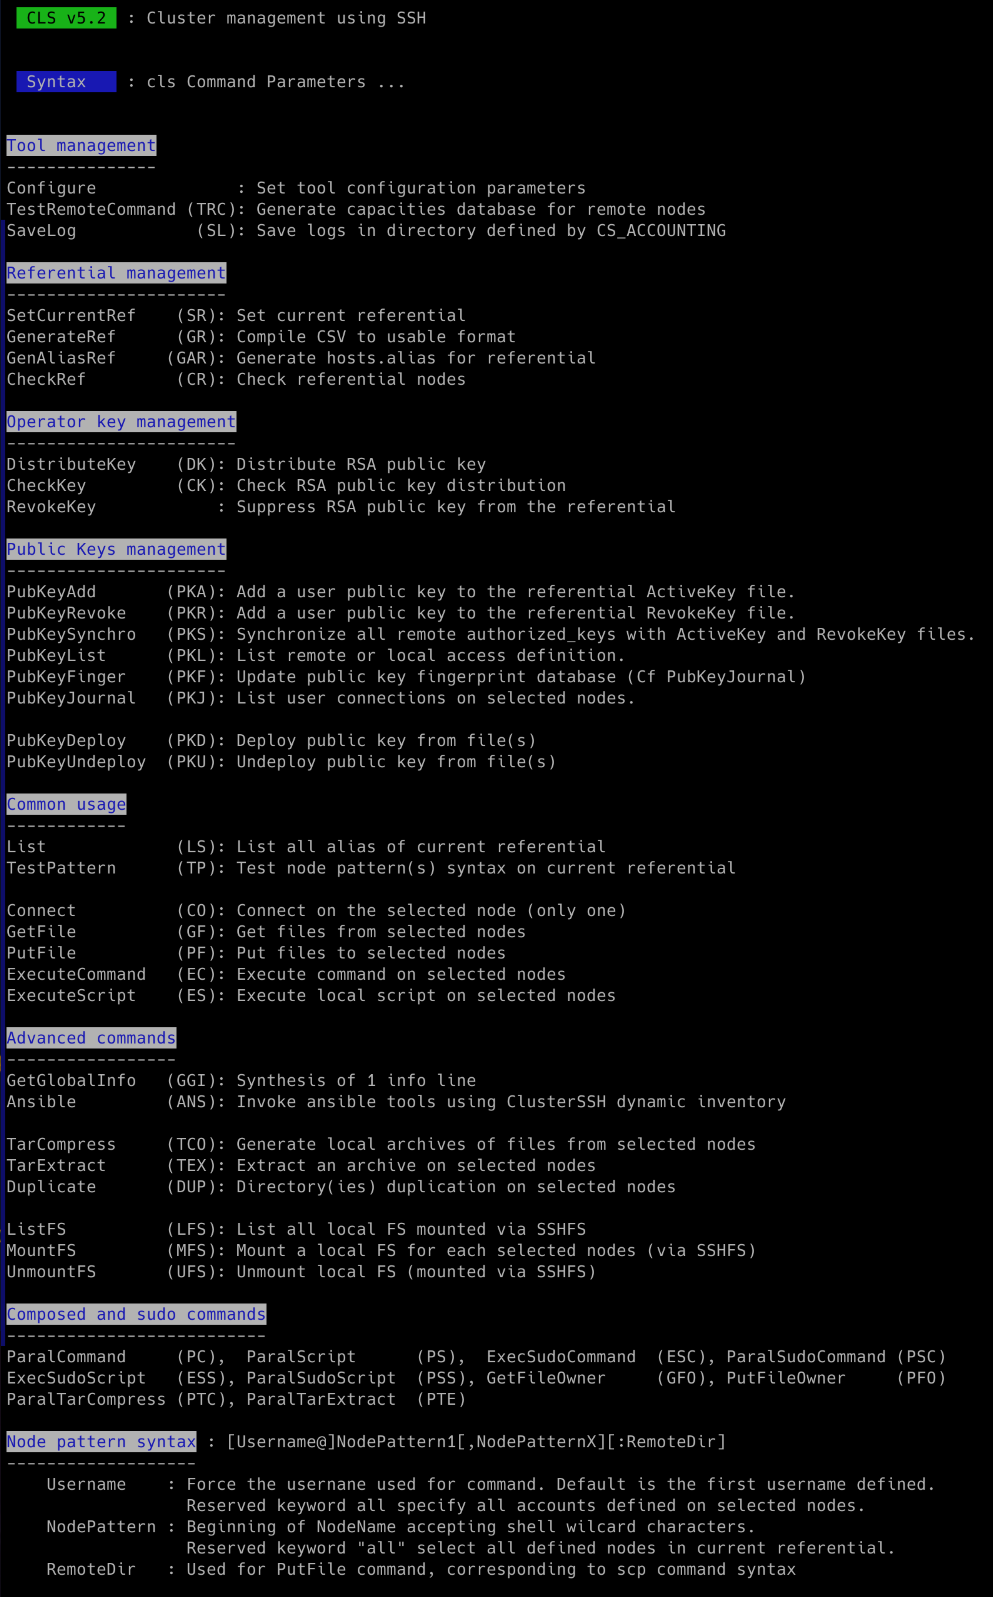 CLS v5.2 : Cluster management using SSH
Syntax : cls Command Parameters ...
Tool management
---------------
Configure              : Set tool configuration parameters
TestRemoteCommand (TRC): Generate capacities database for remote nodes
SaveLog            (SL): Save logs in directory defined by CS_ACCOUNTING
Referential management
----------------------
SetCurrentRef    (SR): Set current referential
GenerateRef      (GR): Compile CSV to usable format
GenAliasRef     (GAR): Generate hosts.alias for referential
CheckRef         (CR): Check referential nodes
Operator key management
-----------------------
DistributeKey    (DK): Distribute RSA public key
CheckKey         (CK): Check RSA public key distribution
RevokeKey            : Suppress RSA public key from the referential
Public Keys management
----------------------
PubKeyAdd       (PKA): Add a user public key to the referential ActiveKey file.
PubKeyRevoke    (PKR): Add a user public key to the referential RevokeKey file.
PubKeySynchro   (PKS): Synchronize all remote authorized_keys with ActiveKey and RevokeKey files.
PubKeyList      (PKL): List remote or local access definition.
PubKeyFinger    (PKF): Update public key fingerprint database (Cf PubKeyJournal)
PubKeyJournal   (PKJ): List user connections on selected nodes.
PubKeyDeploy    (PKD): Deploy public key from file(s)
PubKeyUndeploy  (PKU): Undeploy public key from file(s)
Common usage
------------
List             (LS): List all alias of current referential
TestPattern      (TP): Test node pattern(s) syntax on current referential
Connect          (CO): Connect on the selected node (only one)
GetFile          (GF): Get files from selected nodes
PutFile          (PF): Put files to selected nodes
ExecuteCommand   (EC): Execute command on selected nodes
ExecuteScript    (ES): Execute local script on selected nodes
Advanced commands
-----------------
GetGlobalInfo   (GGI): Synthesis of 1 info line
Ansible         (ANS): Invoke ansible tools using ClusterSSH dynamic inventory
TarCompress     (TCO): Generate local archives of files from selected nodes
TarExtract      (TEX): Extract an archive on selected nodes
Duplicate       (DUP): Directory(ies) duplication on selected nodes
ListFS          (LFS): List all local FS mounted via SSHFS
MountFS         (MFS): Mount a local FS for each selected nodes (via SSHFS)
UnmountFS       (UFS): Unmount local FS (mounted via SSHFS)
Composed and sudo commands
--------------------------
ParalCommand     (PC),  ParalScript      (PS),  ExecSudoCommand  (ESC), ParalSudoCommand (PSC)
ExecSudoScript   (ESS), ParalSudoScript  (PSS), GetFileOwner     (GFO), PutFileOwner     (PFO)
ParalTarCompress (PTC), ParalTarExtract  (PTE)
Node pattern syntax : [Username@]NodePattern1[,NodePatternX][:RemoteDir]
-------------------
Username    : Force the usernane used for command. Default is the first username defined.
Reserved keyword all specify all accounts defined on selected nodes.
NodePattern : Beginning of NodeName accepting shell wilcard characters.
Reserved keyword "all" select all defined nodes in current referential.
RemoteDir   : Used for PutFile command, corresponding to scp command syntax